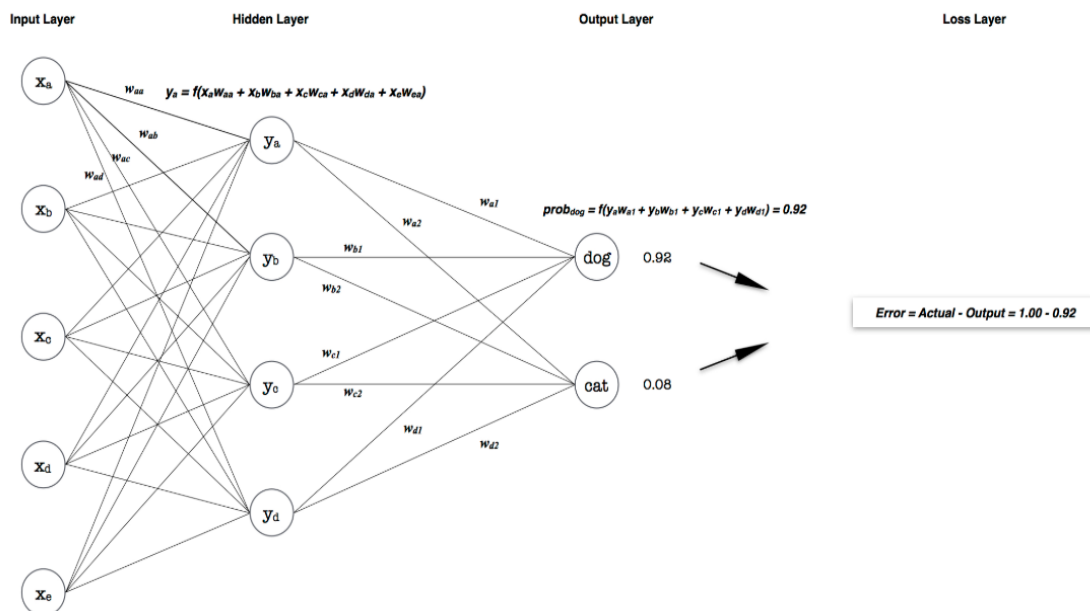 Input Layer
Hidden Layer
Output Layer
Loss Layer
xa
waa
ya = f(xawaa + xbwba + xcwca + xdwda + xewea)
wab
ya
wac
wad
xb
wa1
probdog = f(yawa1 + ybwb1 + ycwc1 + ydwd1) = 0.92
wa2
yb
wb1
dog
0.92
wb2
Error = Actual - Output = 1.00 - 0.92
xc
wc1
yc
wc2
cat
0.08
wd1
wd2
xd
yd
xe